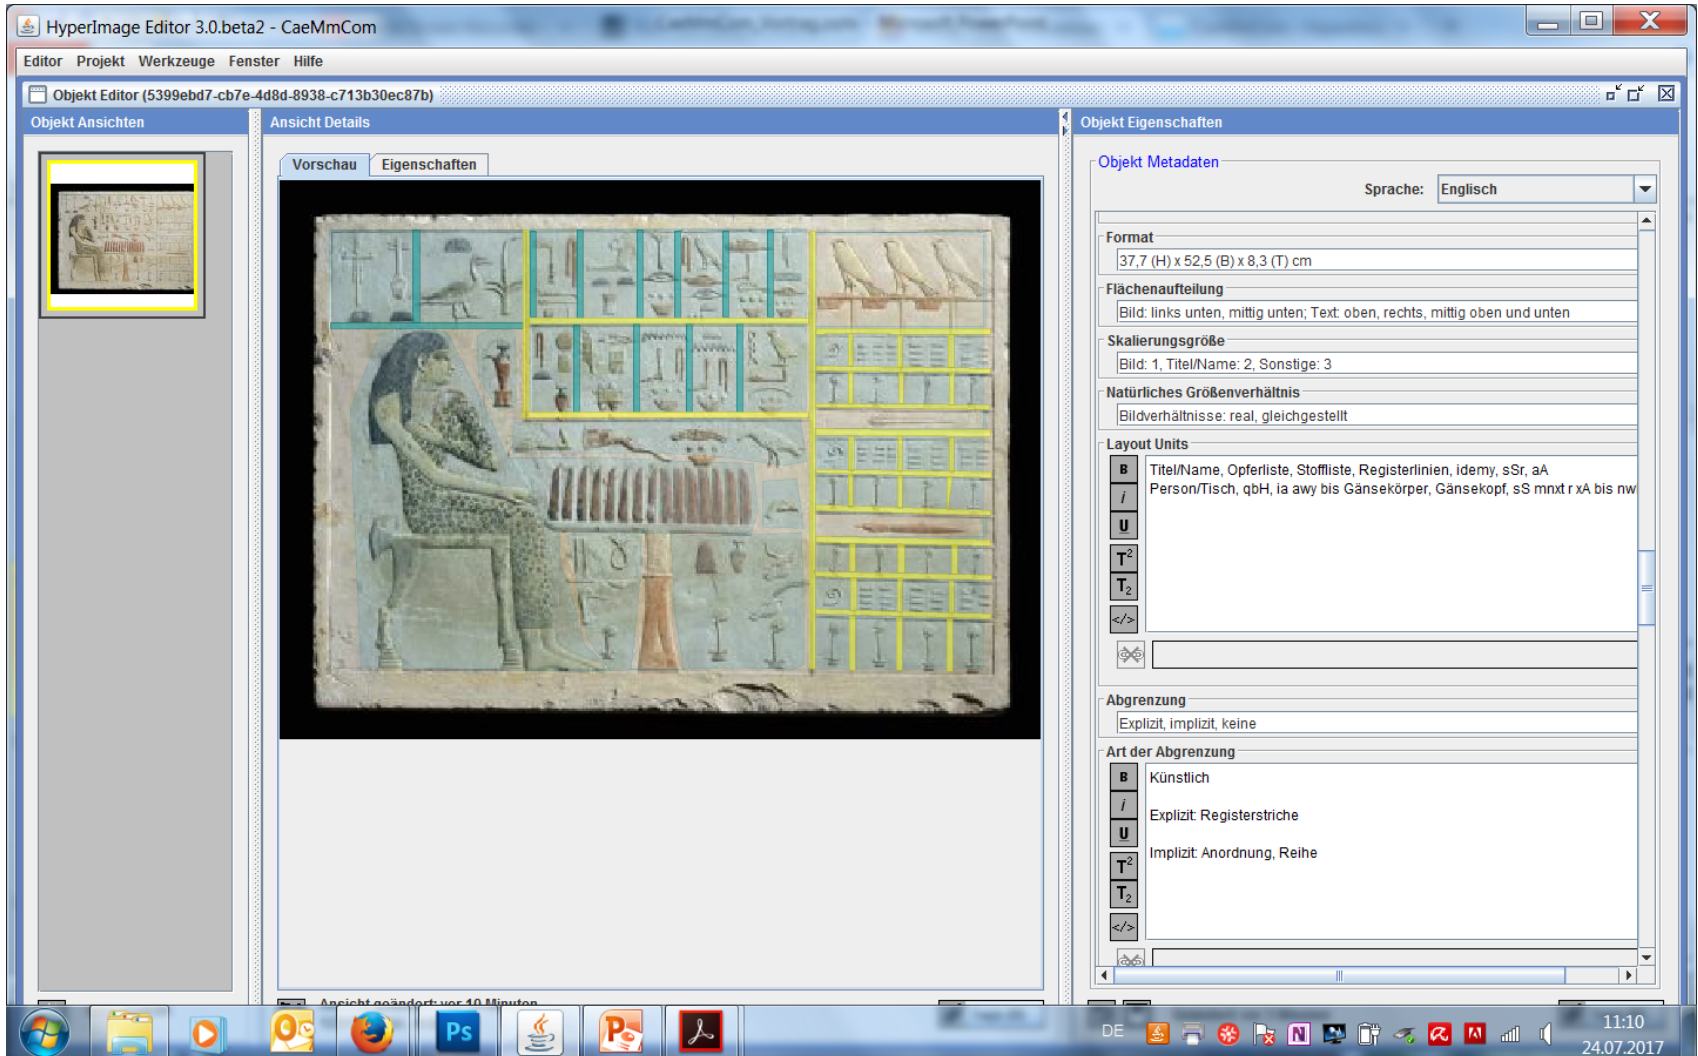 HyperImage Editor 3.0.beta2 - CaeMmCom
Editor Projekt Werkzeuge Fenster Hilfe
Objekt Editor (5399ebd7-cb7e-4d8d-8938-c713b30ec87b)
Objekt Ansichten
Ansicht Details
Vorschau Eigenschaften
Objekt Eigenschaften
Objekt Metadaten
Sprache: Englisch
Format
37,7 (H) x 52,5 (B) x 8,3 (T) cm
Flächenaufteilung
Bild: links unten, mittig unten; Text: oben, rechts, mittig oben und unten
Skalierungsgröße
Bild: 1, Titel/Name: 2, Sonstige: 3
Natürliches Größenverhältnis
Bildverhältnisse: real, gleichgestellt
Layout Units
B
i
U
T²
T₂
</>
Titel/Name, Opferliste, Stoffliste, Registerlinien, idemy, sSr, aA
Person/Tisch, qbH, ia awy bis Gänsekörper, Gänsekopf, sS mnxt r xA bis nw
Abgrenzung
Explizit, implizit, keine
Art der Abgrenzung
B
i
U
T²
T₂
</>
Künstlich
Explizit: Registerstriche
Implizit: Anordnung, Reihe
Ansicht geändert: vor 10 Minuten
Ps
DE
N
11:10
24.07.2017